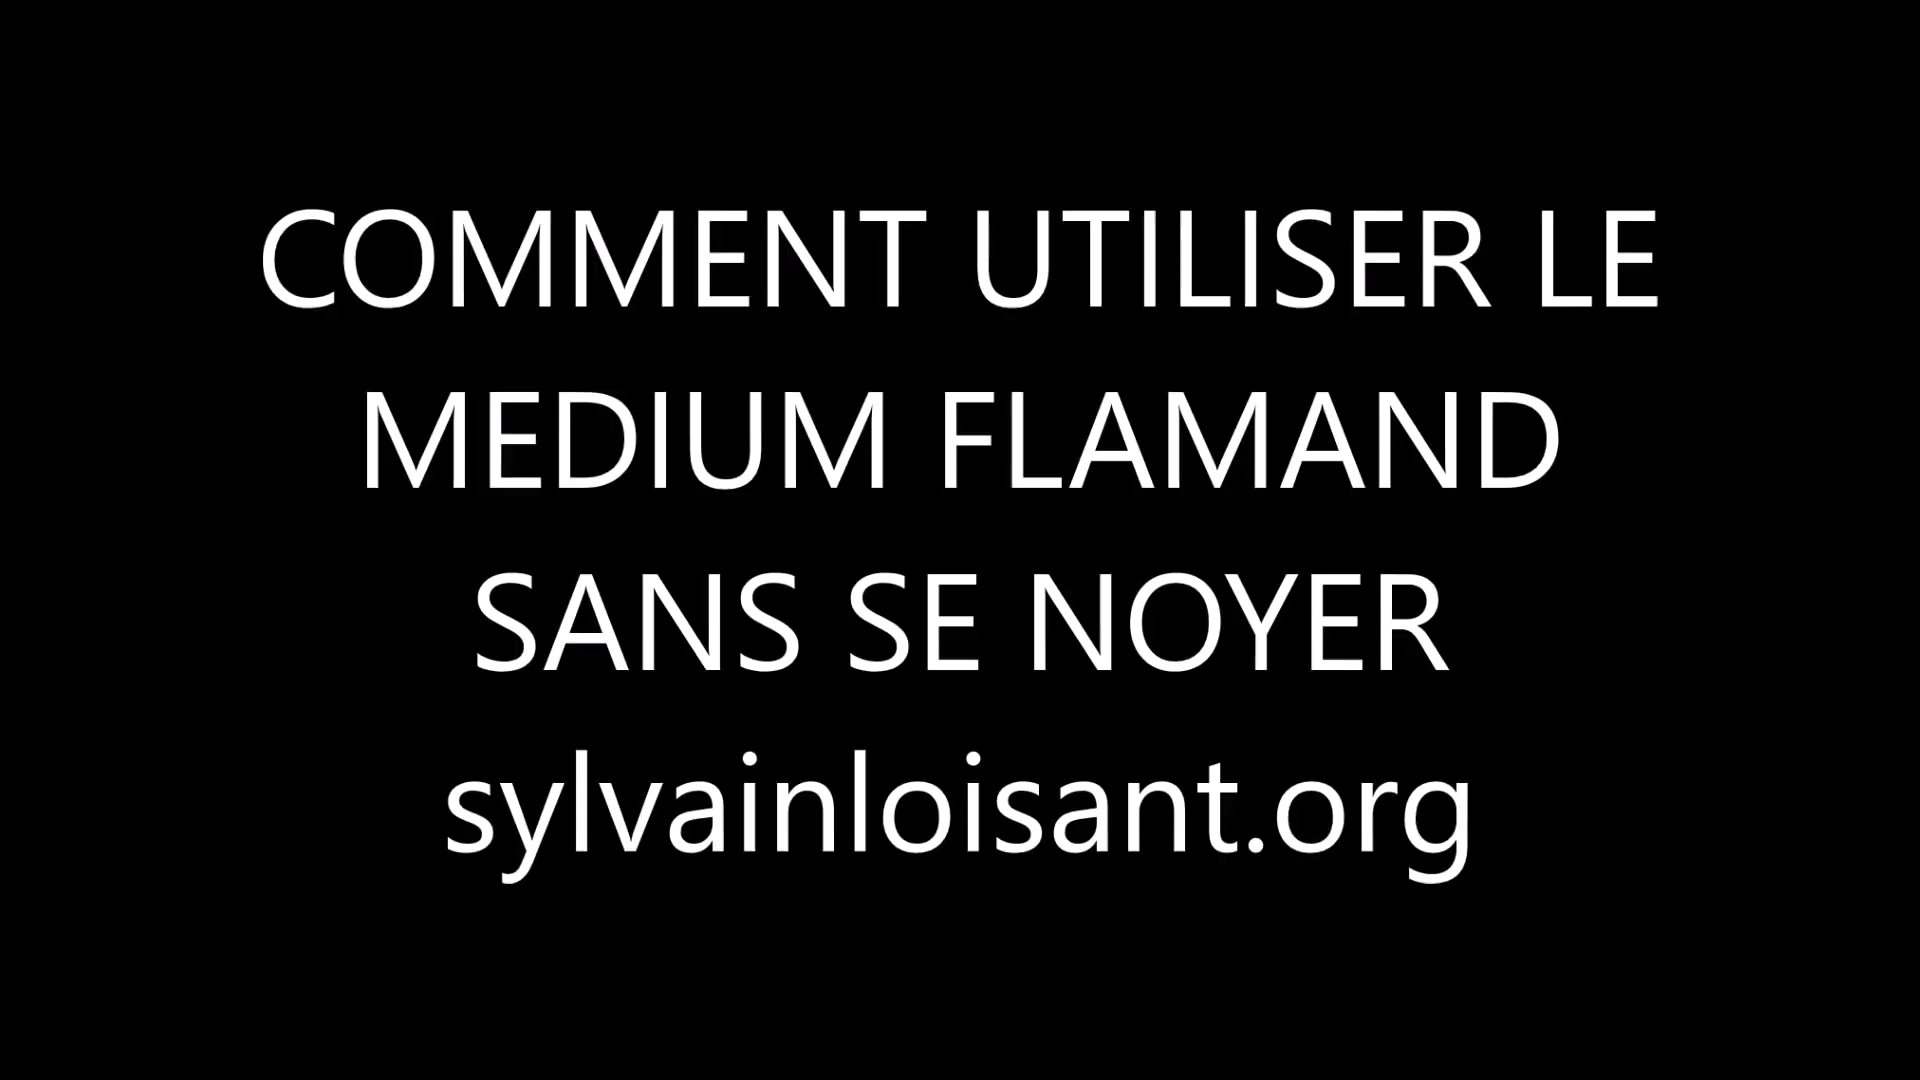 COMMENT UTILISER LE
MEDIUM FLAMAND
SANS SE NOYER
sylvainloisant.org